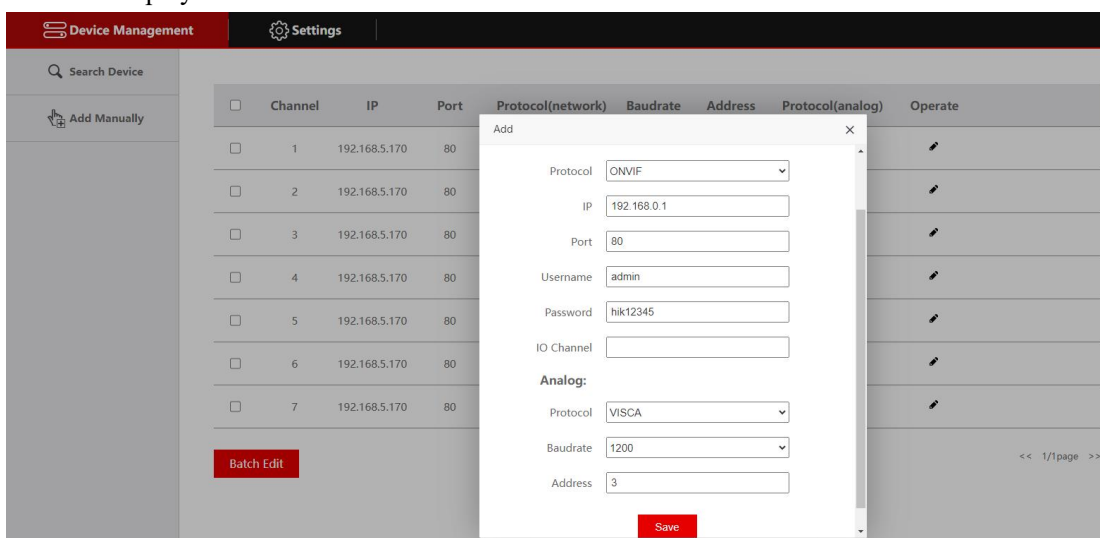 Device Management Settings
Search Device
Add Manually
Channel IP Port Protocol(network) Baudrate Address Protocol(analog) Operate
1 192.168.5.170 80
2 192.168.5.170 80
3 192.168.5.170 80
4 192.168.5.170 80
5 192.168.5.170 80
6 192.168.5.170 80
7 192.168.5.170 80
Batch Edit
<< 1/1page >>
Add
Protocol ONVIF
IP 192.168.0.1
Port 80
Username admin
Password hik12345
IO Channel
Analog:
Protocol VISCA
Baudrate 1200
Address 3
Save